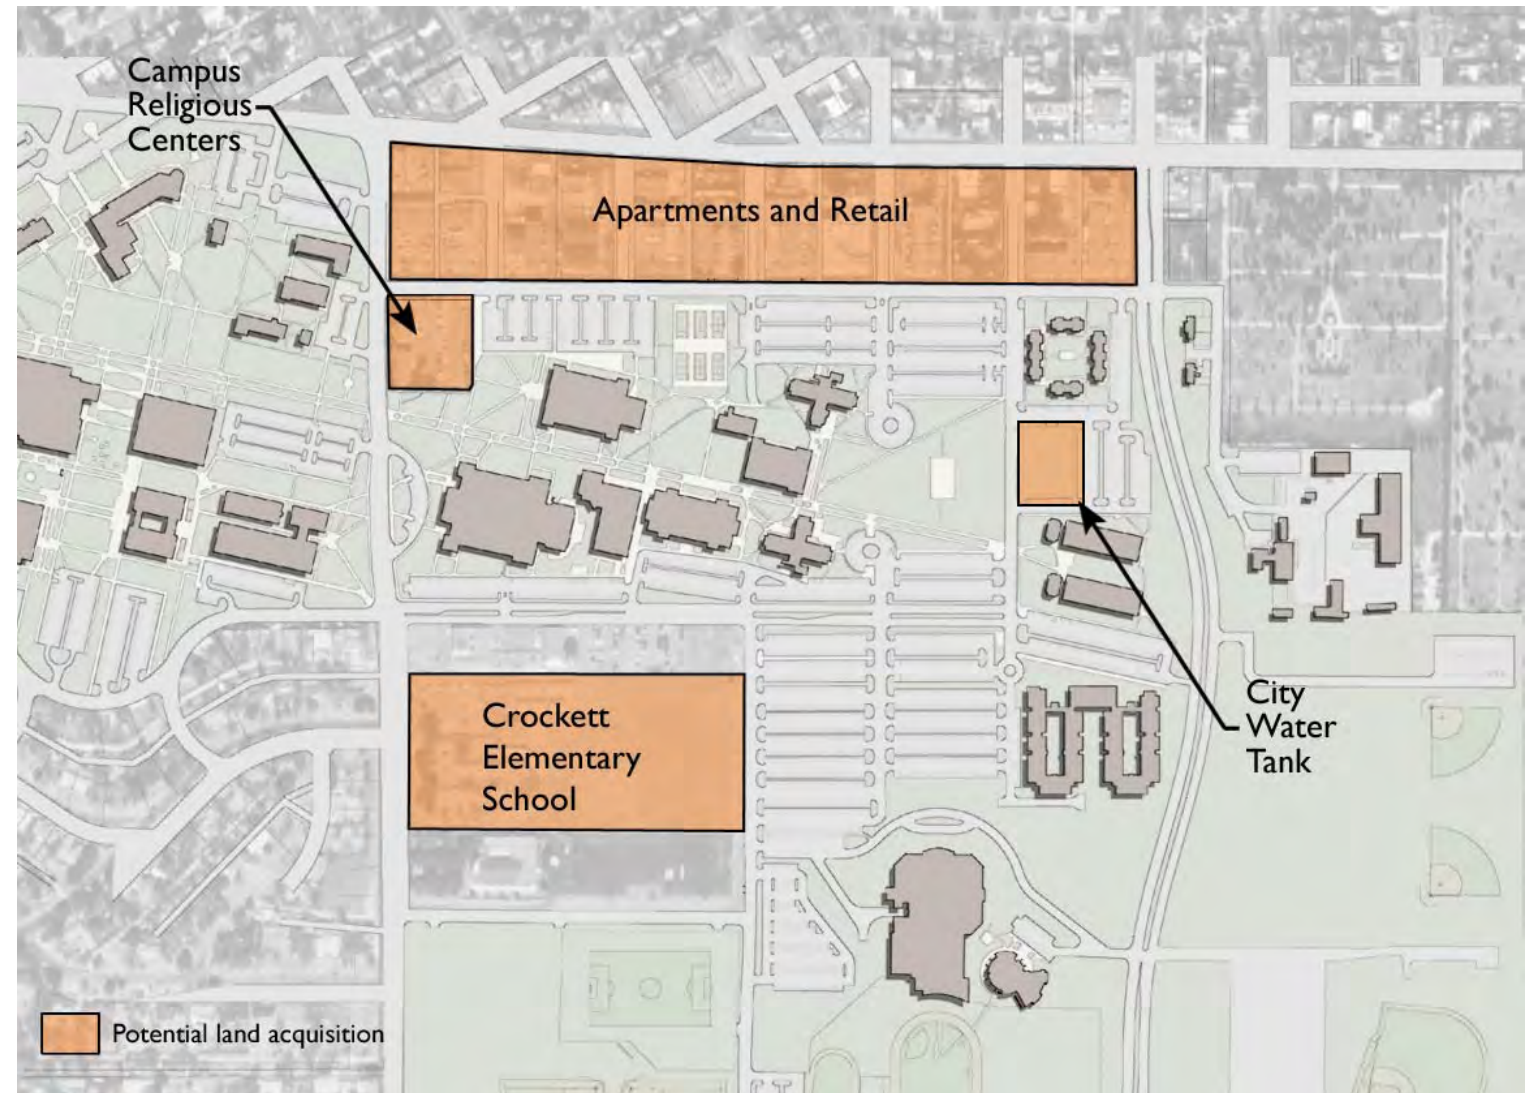 Campus
Religious
Centers
Apartments and Retail
Crockett
Elementary
School
City
Water
Tank
Potential land acquisition